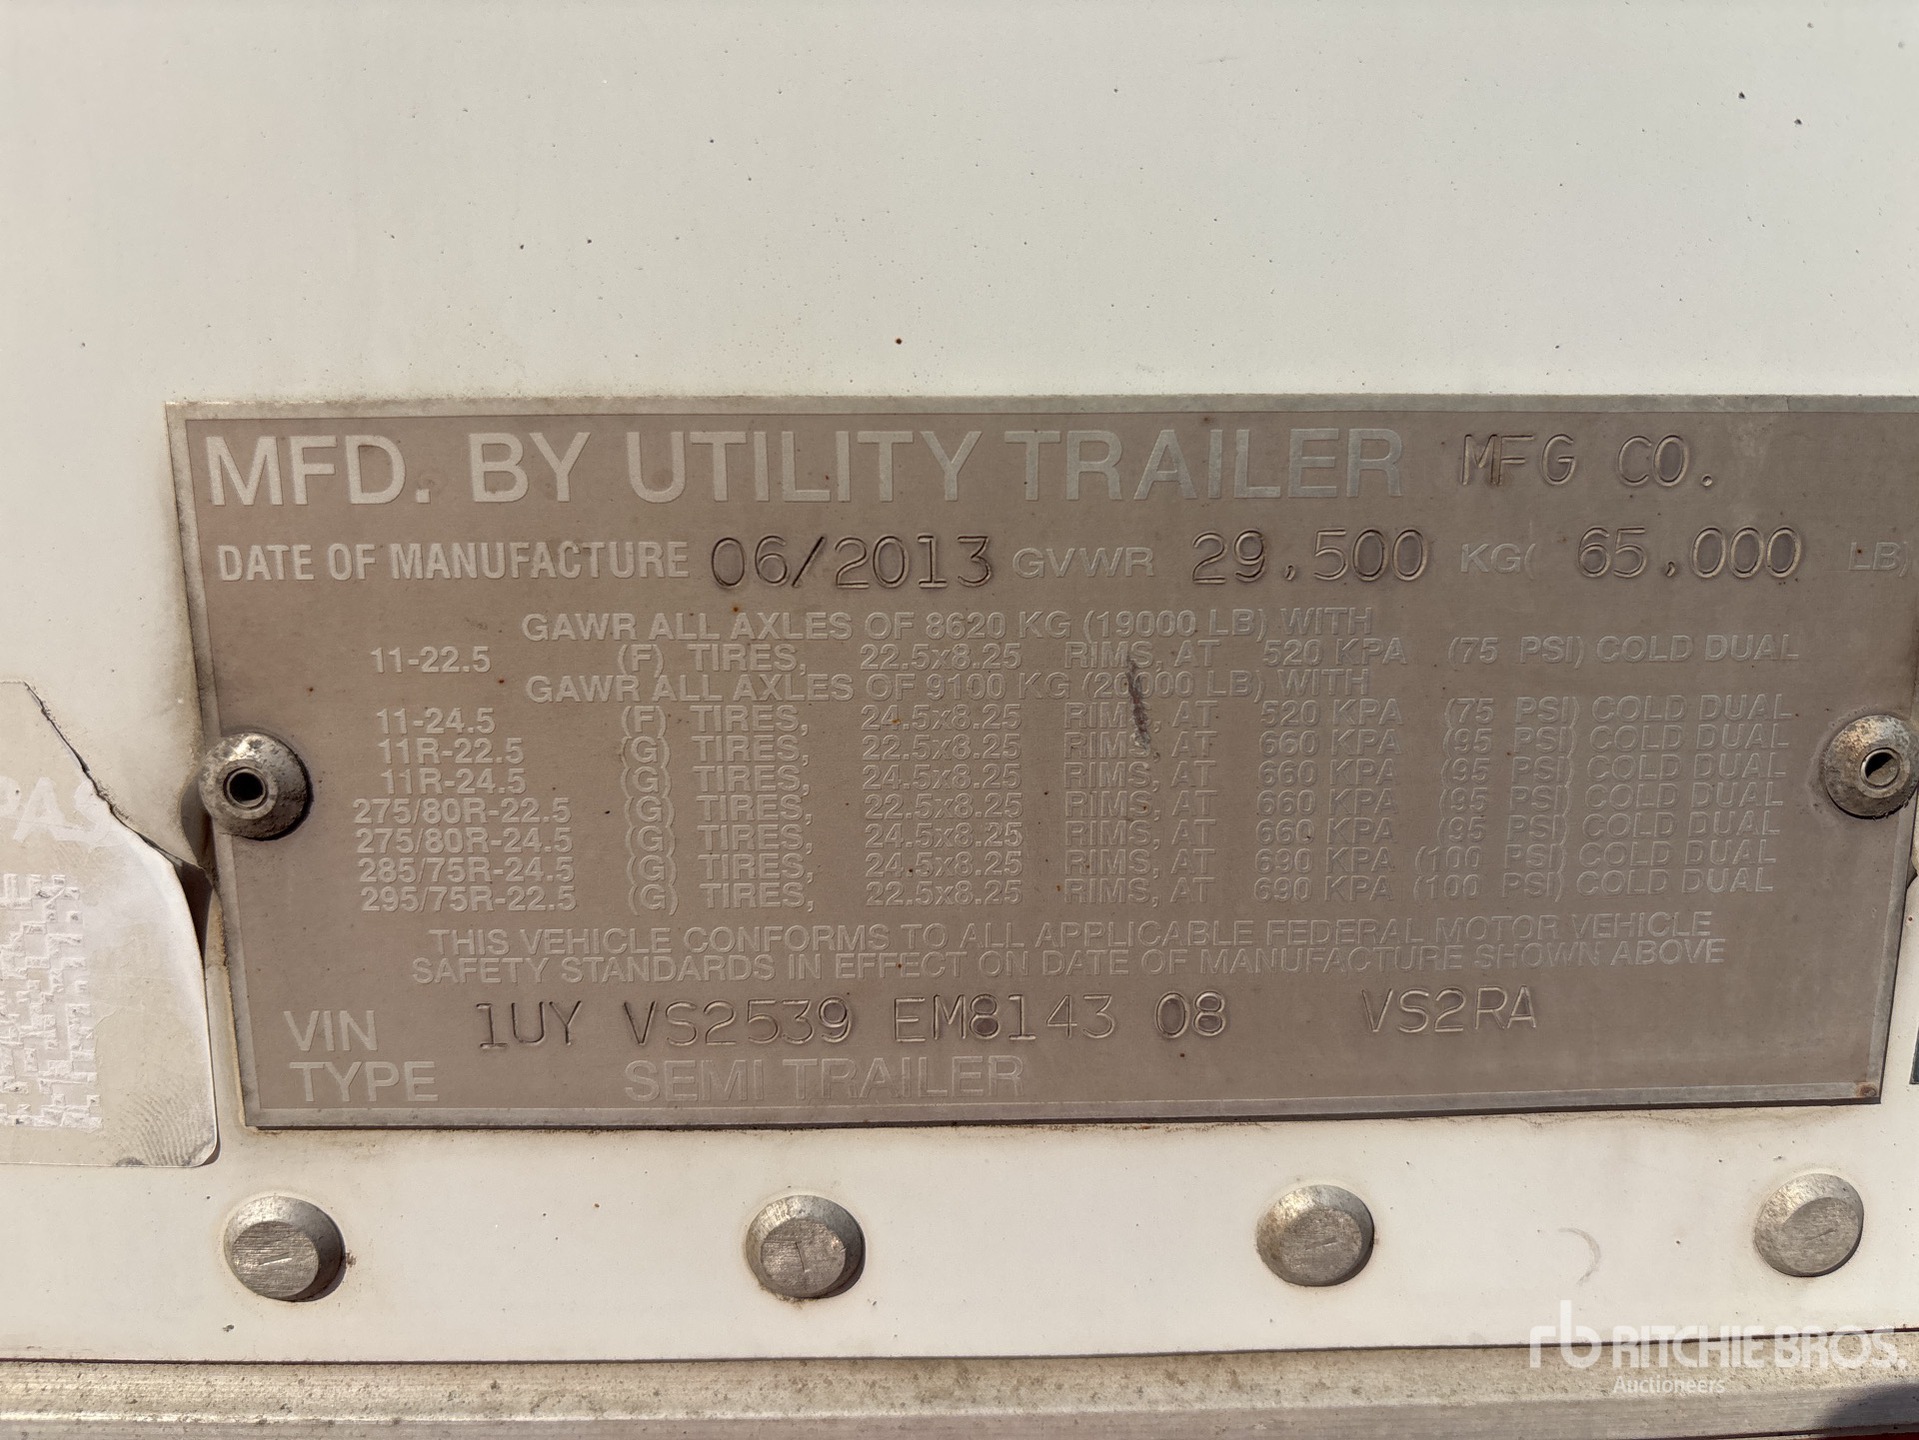 MFD. BY UTILITY TRAILER MFG CO.
DATE OF MANUFACTURE 06/2013 GVWR 29,500 KG( 65,000 LB)
GAWR ALL AXLES OF 8620 KG (19000 LB) WITH
11-22.5 (F) TIRES, 22.5x8.25 RIMS, AT 520 KPA (75 PSI) COLD DUAL
GAWR ALL AXLES OF 9100 KG (20000 LB) WITH
11-24.5 (F) TIRES, 24.5x8.25 RIMS, AT 520 KPA (75 PSI) COLD DUAL
11R-22.5 (G) TIRES, 22.5x8.25 RIMS, AT 660 KPA (95 PSI) COLD DUAL
11R-24.5 (G) TIRES, 24.5x8.25 RIMS, AT 660 KPA (95 PSI) COLD DUAL
275/80R-22.5 (G) TIRES, 22.5x8.25 RIMS, AT 660 KPA (95 PSI) COLD DUAL
275/80R-24.5 (G) TIRES, 24.5x8.25 RIMS, AT 660 KPA (95 PSI) COLD DUAL
285/75R-24.5 (G) TIRES, 24.5x8.25 RIMS, AT 690 KPA (100 PSI) COLD DUAL
295/75R-22.5 (G) TIRES, 22.5x8.25 RIMS, AT 690 KPA (100 PSI) COLD DUAL
THIS VEHICLE CONFORMS TO ALL APPLICABLE FEDERAL MOTOR VEHICLE
SAFETY STANDARDS IN EFFECT ON DATE OF MANUFACTURE SHOWN ABOVE
VIN 1UY VS2539 EM8143 08 VS2RA
TYPE SEMI TRAILER
PAS
rb RITCHIE BROS.
Auctioneers